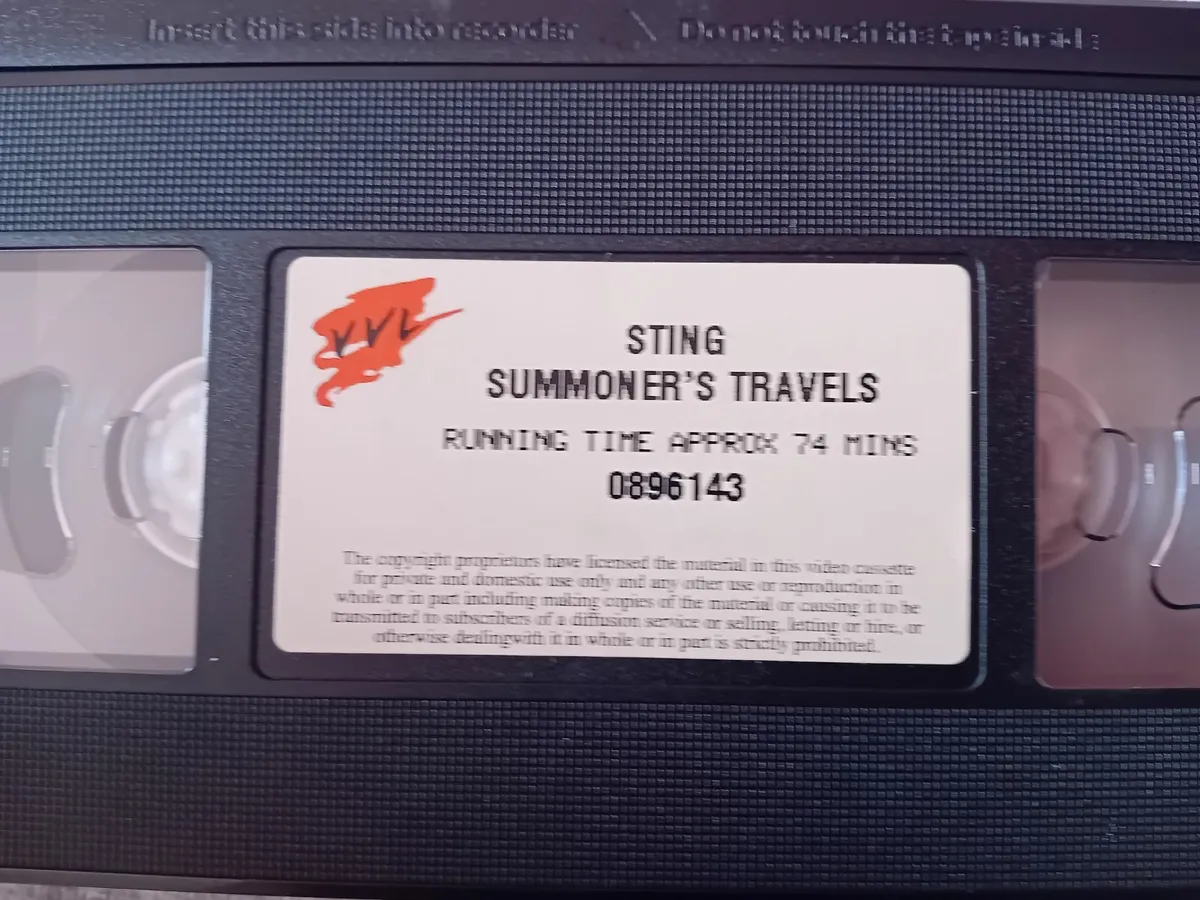 Insert this side into recorder Do not touch the tape inside
VVL
STING
SUMMONER'S TRAVELS
RUNNING TIME APPROX 74 MINS
0896143
The copyright proprietors have licensed the material in this video cassette
for private and domestic use only and any other use or reproduction in
whole or in part including making copies of the material or causing it to be
transmitted to subscribers of a diffusion service or selling, letting or hire, or
otherwise dealingwith it in whole or in part is strictly prohibited.